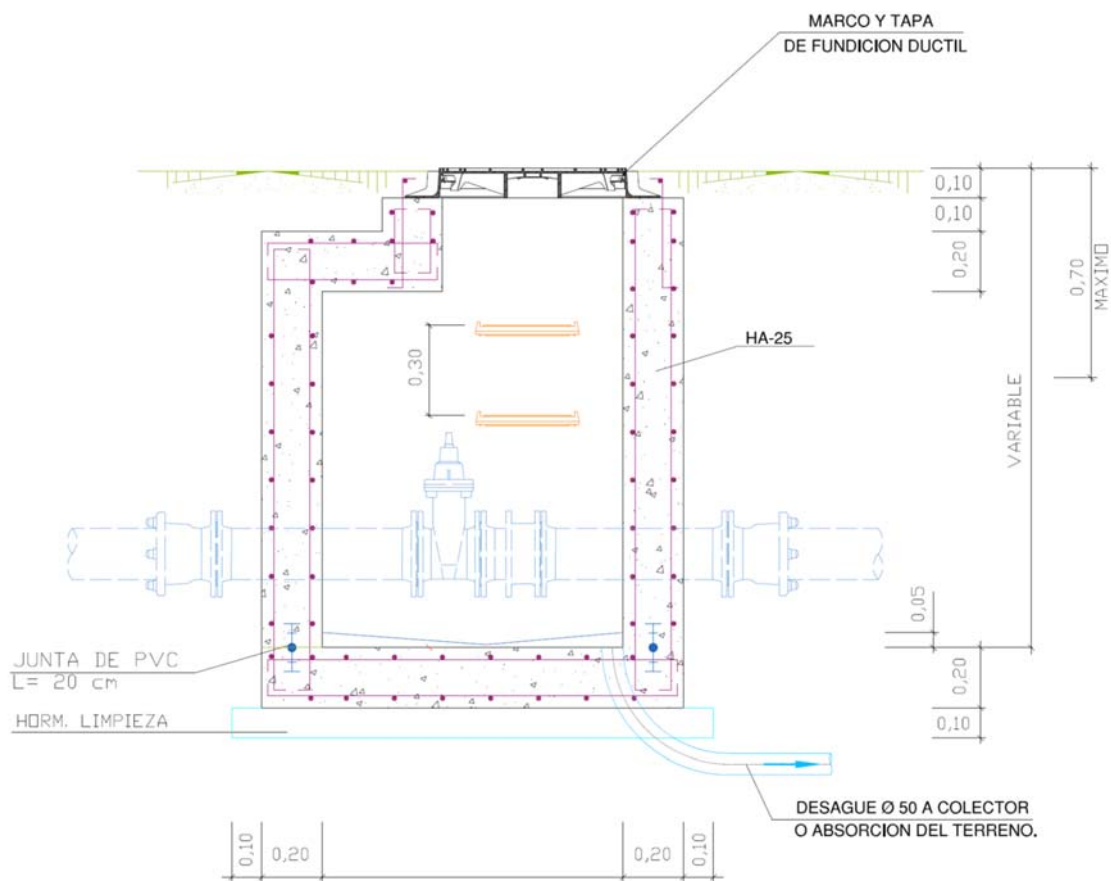 MARCO Y TAPA
DE FUNDICION DUCTIL
0,10
0,10
0,20
0,70
MAXIMO
HA-25
0,30
VARIABLE
0,05
JUNTA DE PVC
L= 20 cm
0,20
HORM. LIMPIEZA
0,10
DESAGUE Ø 50 A COLECTOR
O ABSORCION DEL TERRENO.
0,10
0,20
0,20
0,10